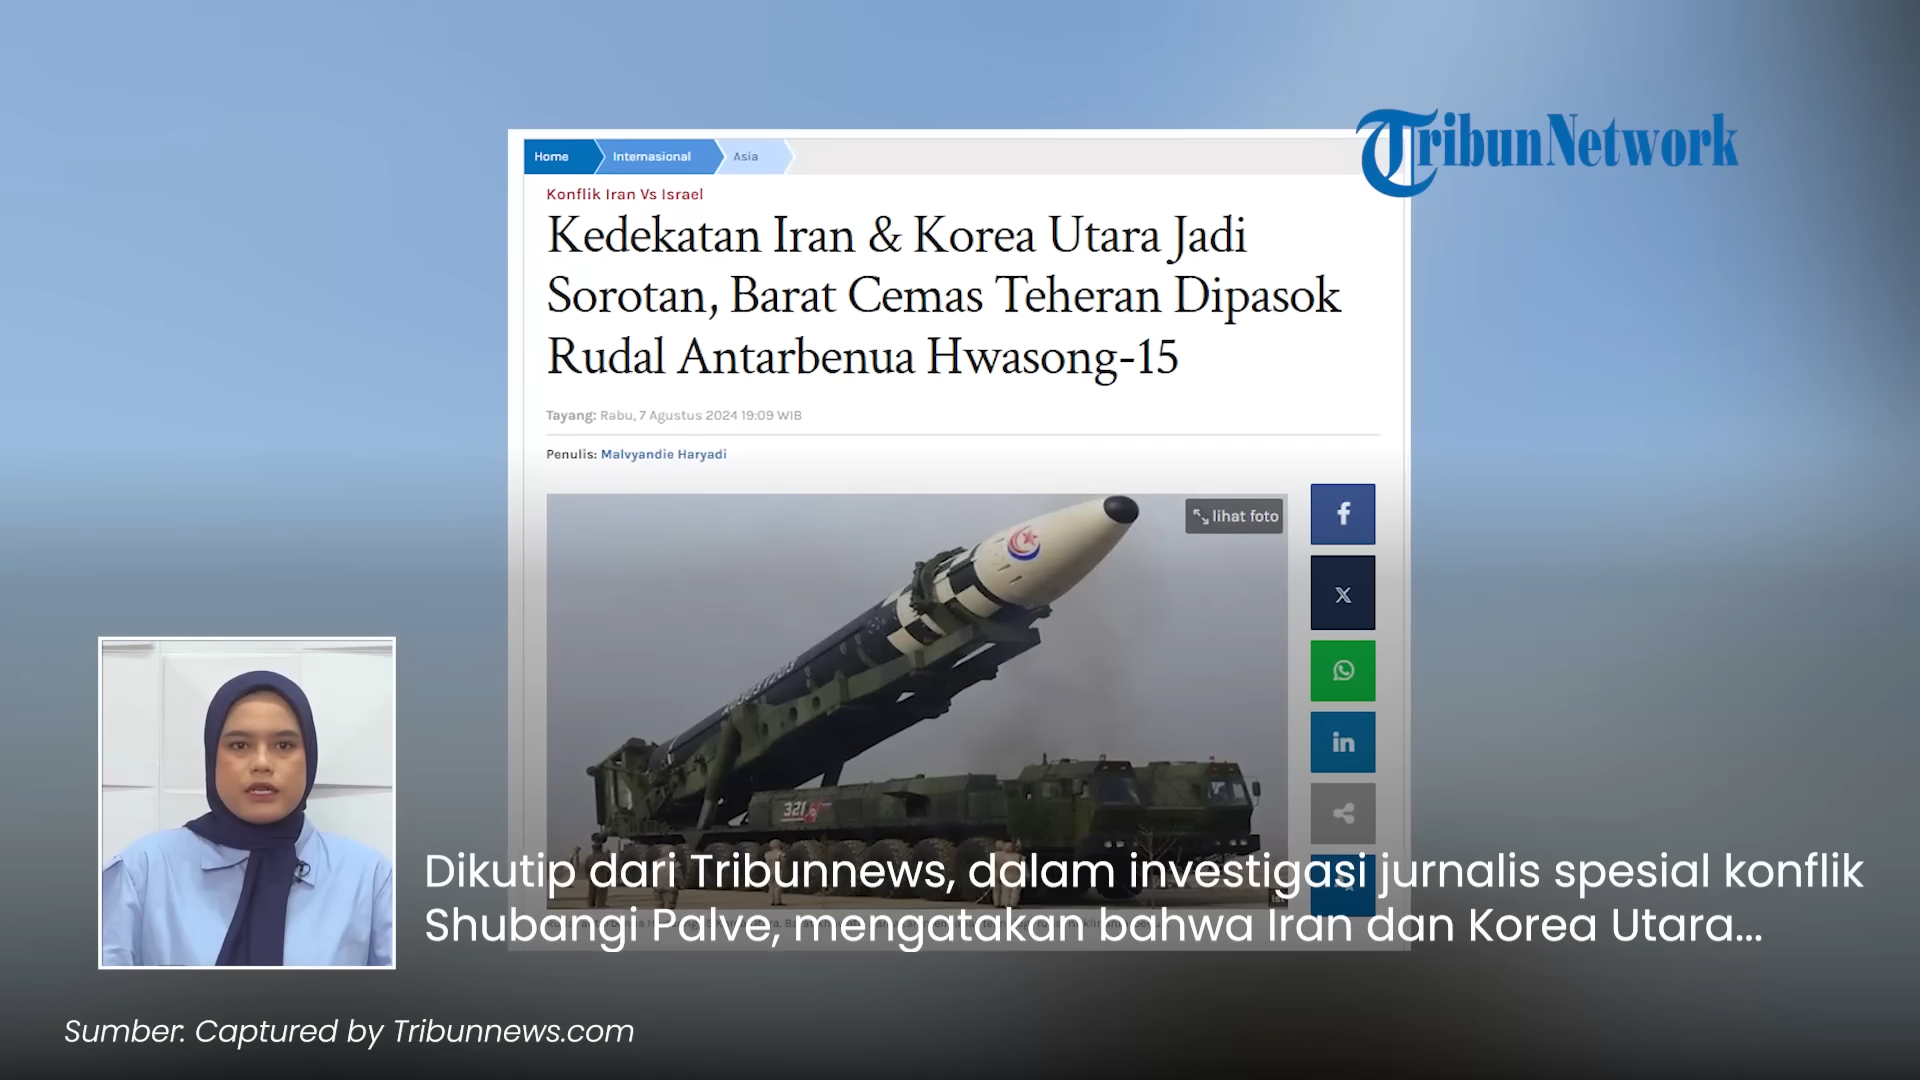 TribunNetwork
Home Internasional Asia
Konflik Iran Vs Israel
Kedekatan Iran & Korea Utara Jadi
Sorotan, Barat Cemas Teheran Dipasok
Rudal Antarbenua Hwasong-15
Tayang: Rabu, 7 Agustus 2024 19:09 WIB
Penulis: Malvyandie Haryadi
lihat foto
321
Dikutip dari Tribunnews, dalam investigasi jurnalis spesial konflik
Shubangi Palve, mengatakan bahwa Iran dan Korea Utara...
Sumber: Captured by Tribunnews.com